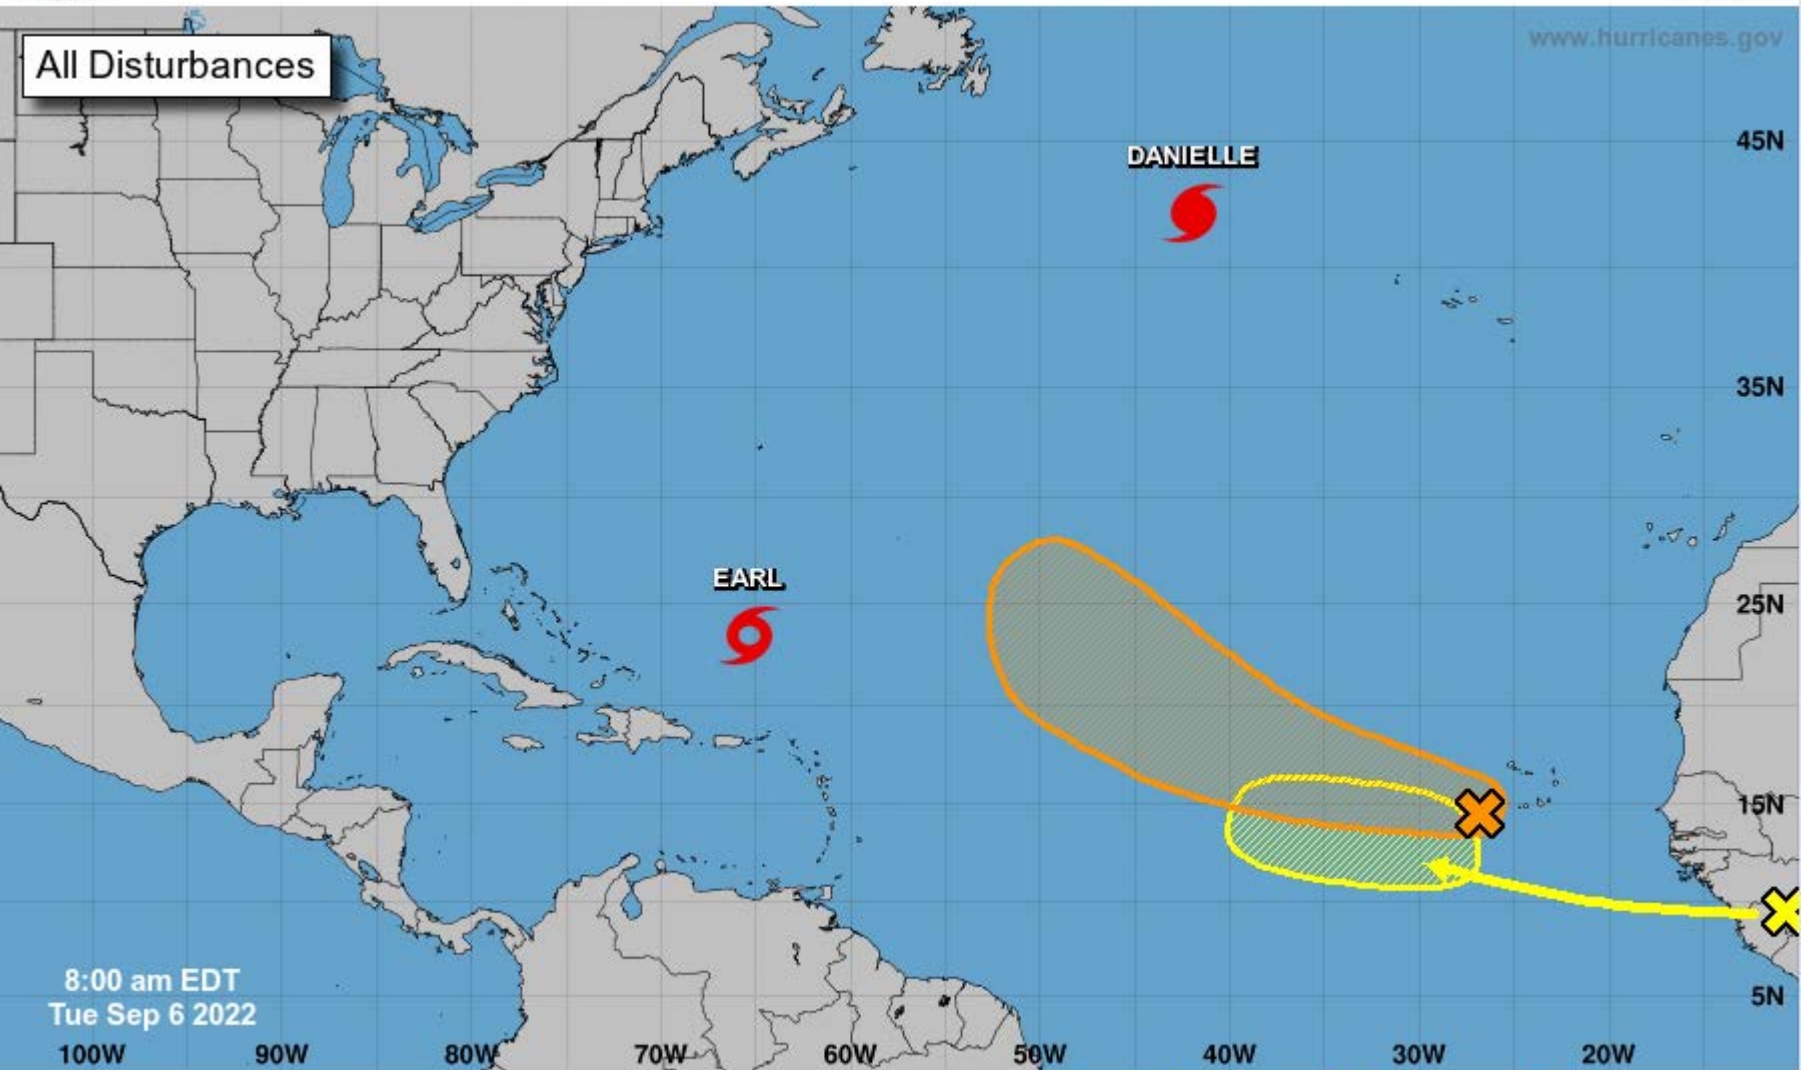 All Disturbances
www.hurricanes.gov
45N
DANIELLE
35N
EARL
25N
15N
8:00 am EDT
Tue Sep 6 2022
5N
100W 90W 80W 70W 60W 50W 40W 30W 20W